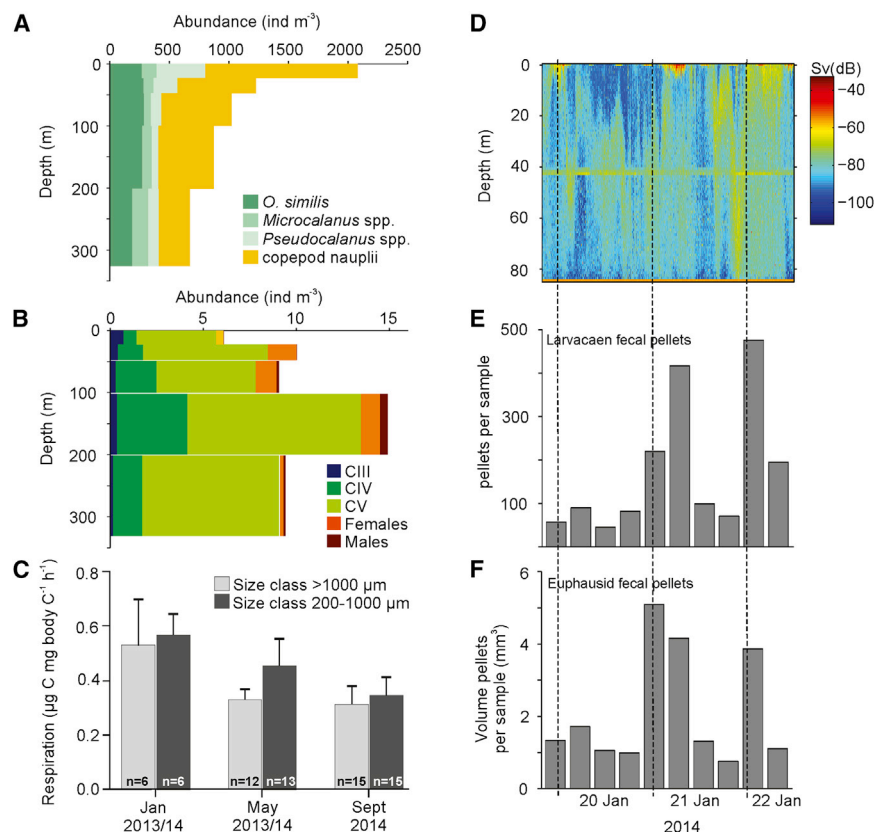 A
Abundance (ind m⁻³)
0 500 1000 1500 2000 2500
0
100
200
300
Depth (m)
O. similis
Microcalanus spp.
Pseudocalanus spp.
copepod nauplii
B
Abundance (ind m⁻³)
0 5 10 15
0
100
200
300
Depth (m)
CIII
CIV
CV
Females
Males
C
Respiration (µg C mg body C⁻¹ h⁻¹)
0.8
0.6
0.4
0.2
0.0
Size class >1000 µm
Size class 200-1000 µm
n=6 n=6 n=12 n=13 n=15 n=15
Jan May Sept
2013/14 2013/14 2014
D
Depth (m)
0
20
40
60
80
Sv(dB)
−40
−60
−80
−100
E
Larvacaen fecal pellets
pellets per sample
500
300
100
F
Euphausid fecal pellets
Volume pellets
per sample (mm³)
6
4
2
0
20 Jan 21 Jan 22 Jan
2014